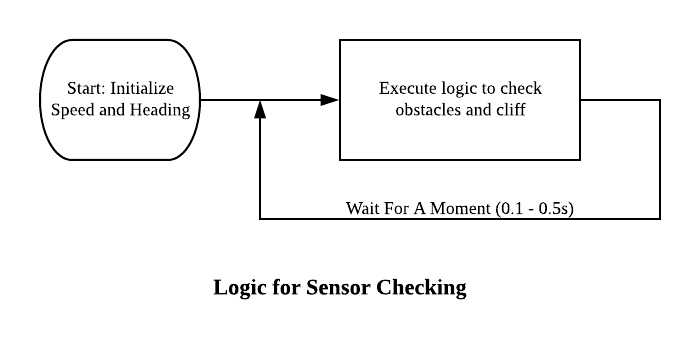 Start: Initialize
Speed and Heading
Execute logic to check
obstacles and cliff
Wait For A Moment (0.1 - 0.5s)
Logic for Sensor Checking